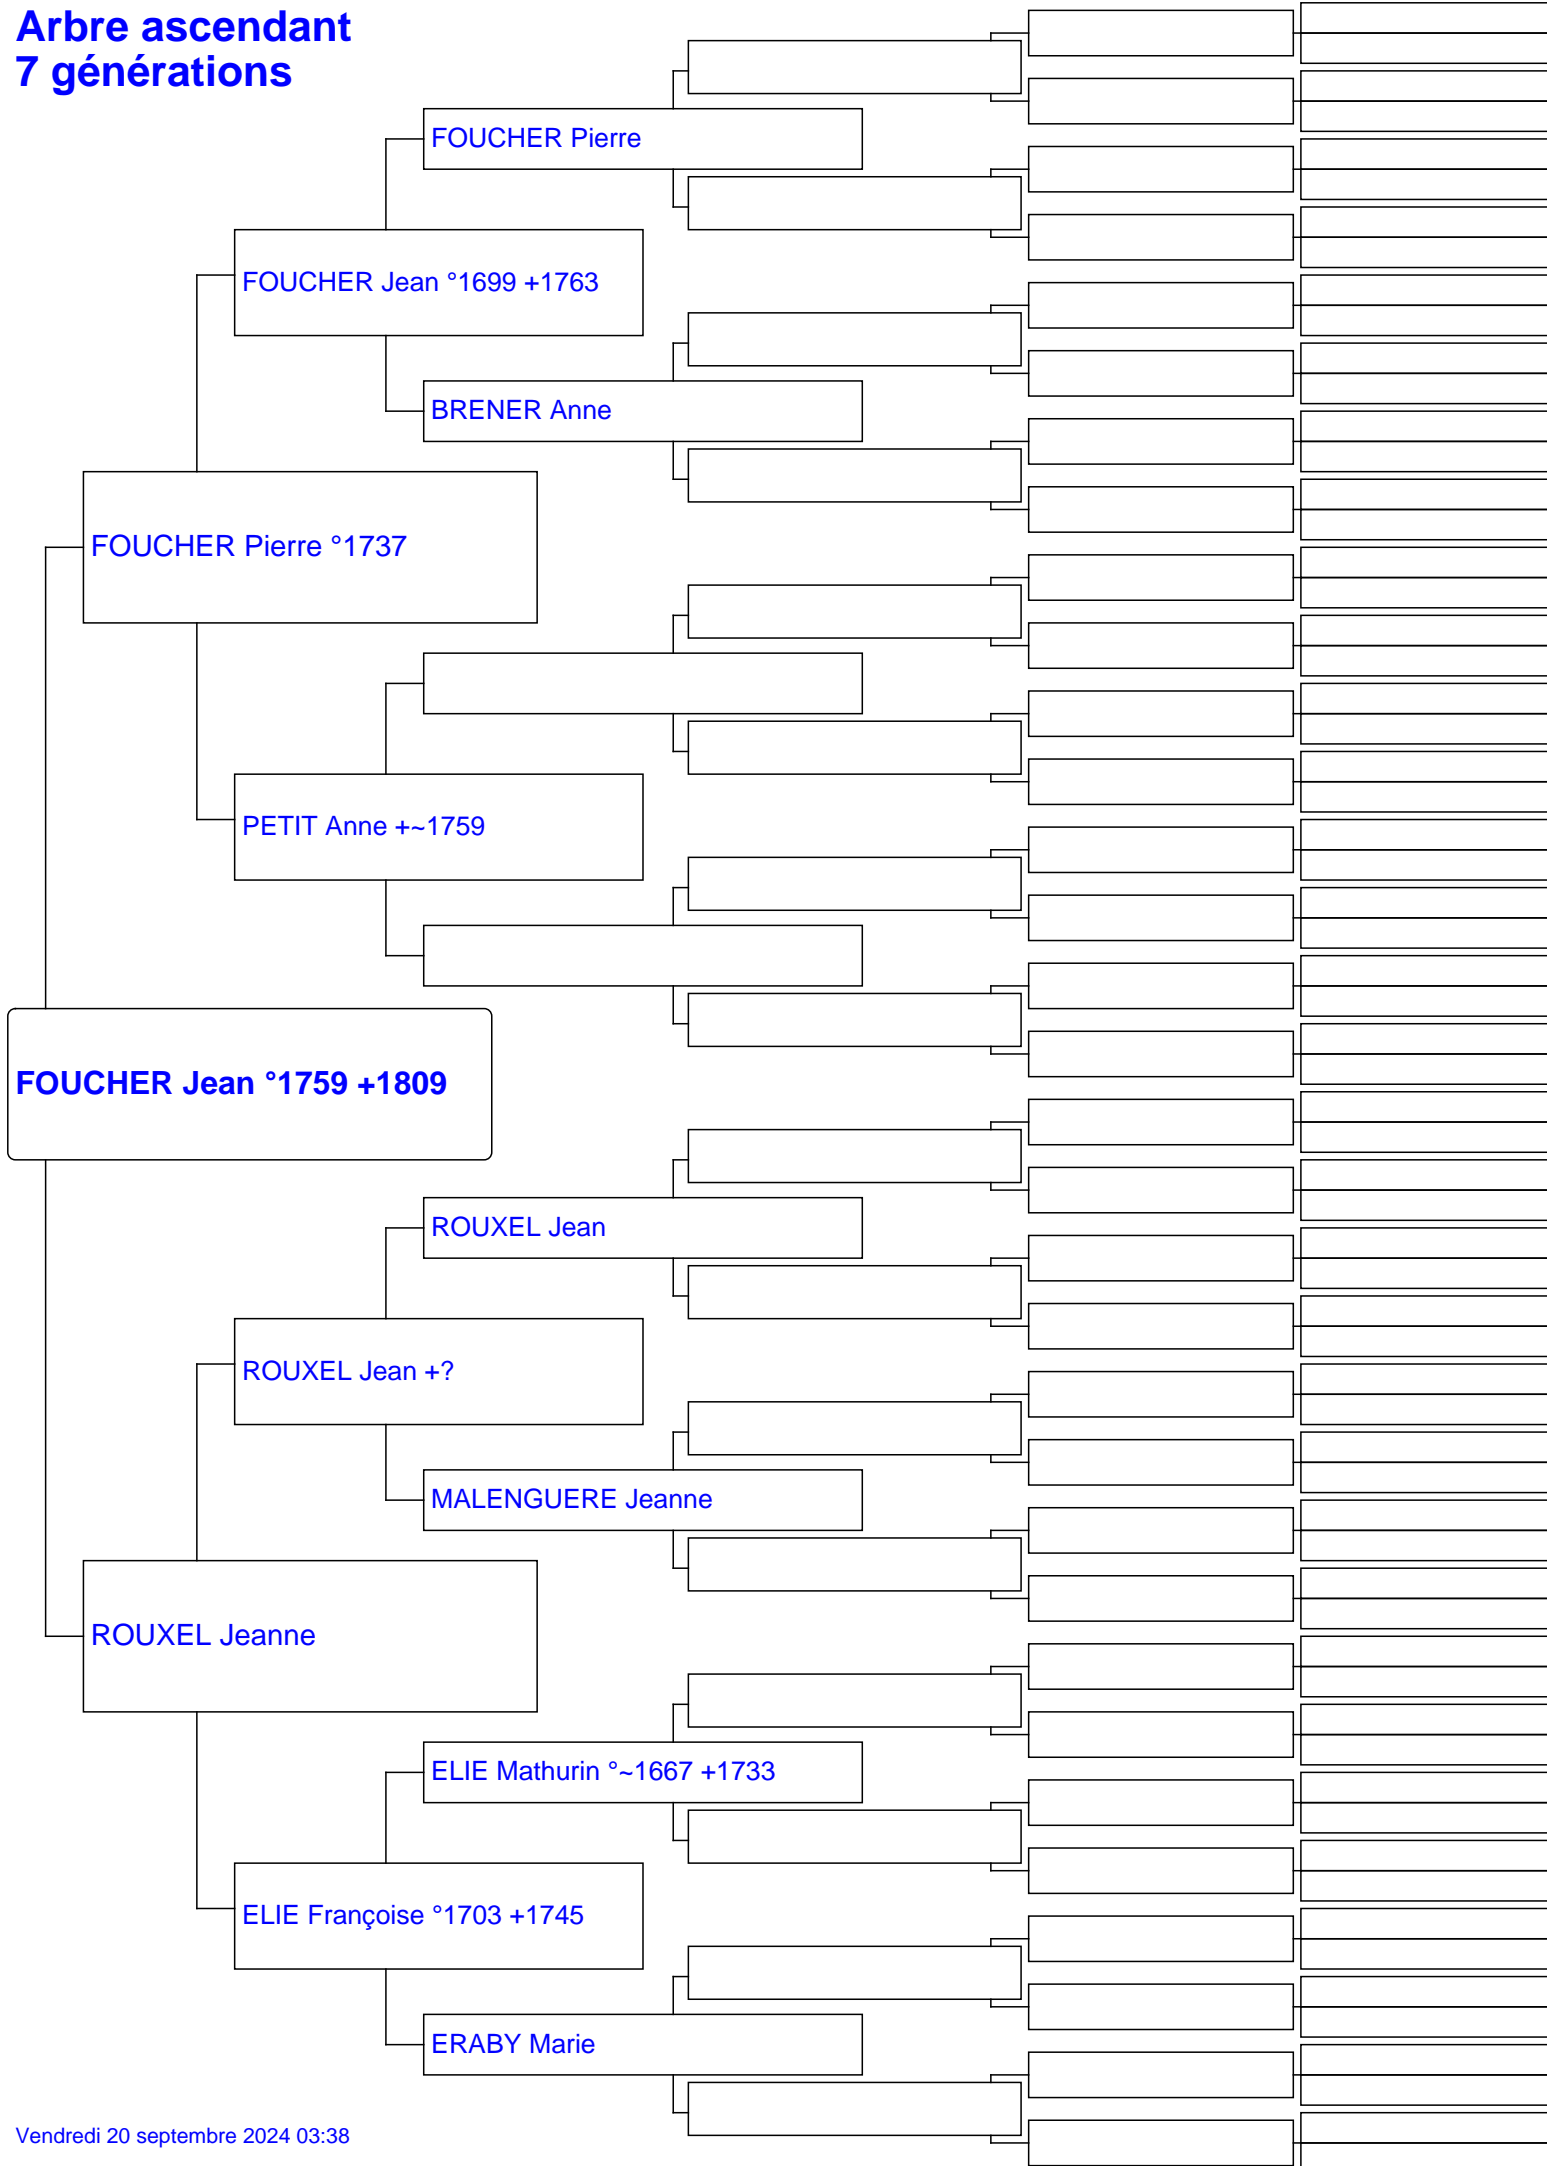 Arbre ascendant
7 générations
FOUCHER Pierre
FOUCHER Jean °1699 +1763
BRENER Anne
FOUCHER Pierre °1737
PETIT Anne +~1759
FOUCHER Jean °1759 +1809
ROUXEL Jean
ROUXEL Jean +?
MALENGUERE Jeanne
ROUXEL Jeanne
ELIE Mathurin °~1667 +1733
ELIE Françoise °1703 +1745
ERABY Marie
Vendredi 20 septembre 2024 03:38